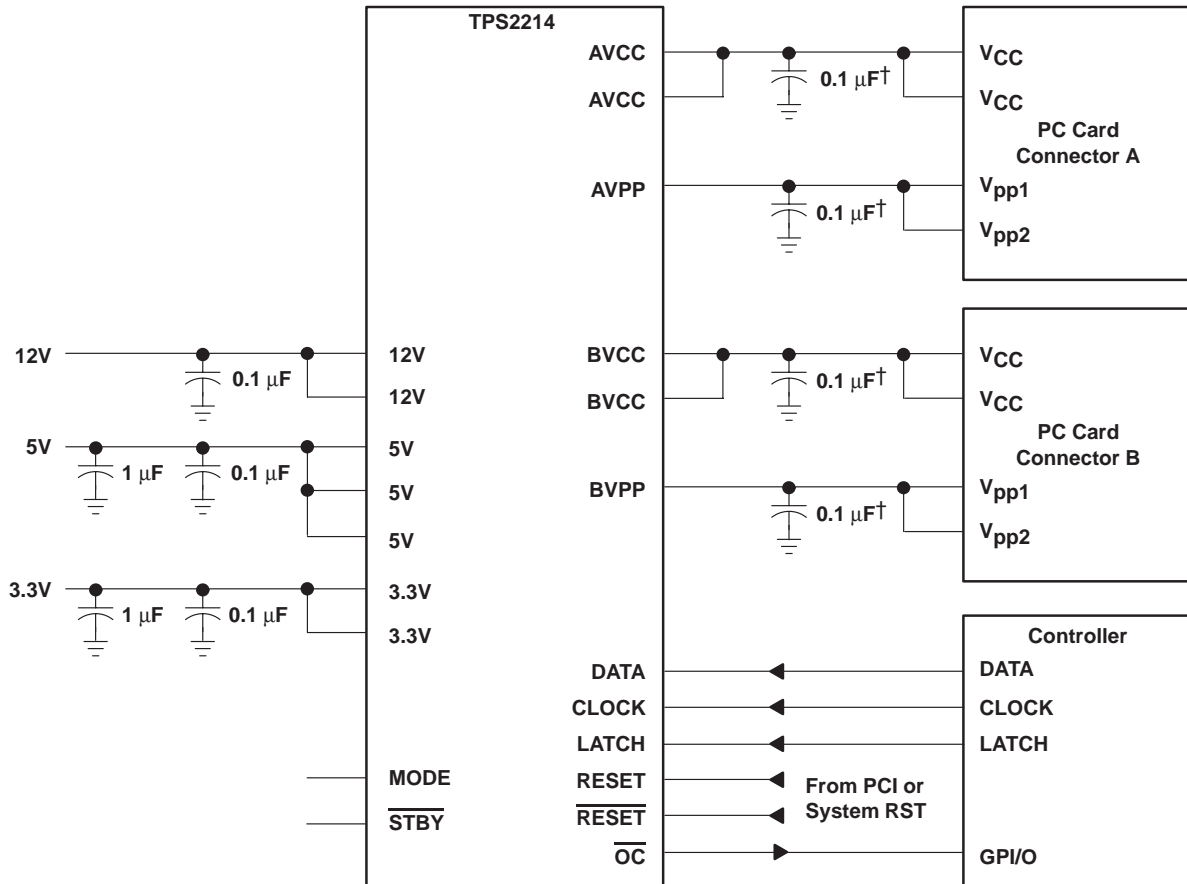 TPS2214
AVCC
AVCC
AVPP
BVCC
BVCC
BVPP
DATA
CLOCK
LATCH
RESET
RESET
OC
12V
5V
3.3V
0.1 µF
1 µF
0.1 µF
1 µF
0.1 µF
12V
12V
5V
5V
5V
3.3V
3.3V
MODE
STBY
0.1 µF†
0.1 µF†
0.1 µF†
0.1 µF†
From PCI or
System RST
VCC
VCC
PC Card
Connector A
Vpp1
Vpp2
VCC
VCC
PC Card
Connector B
Vpp1
Vpp2
Controller
DATA
CLOCK
LATCH
GPI/O